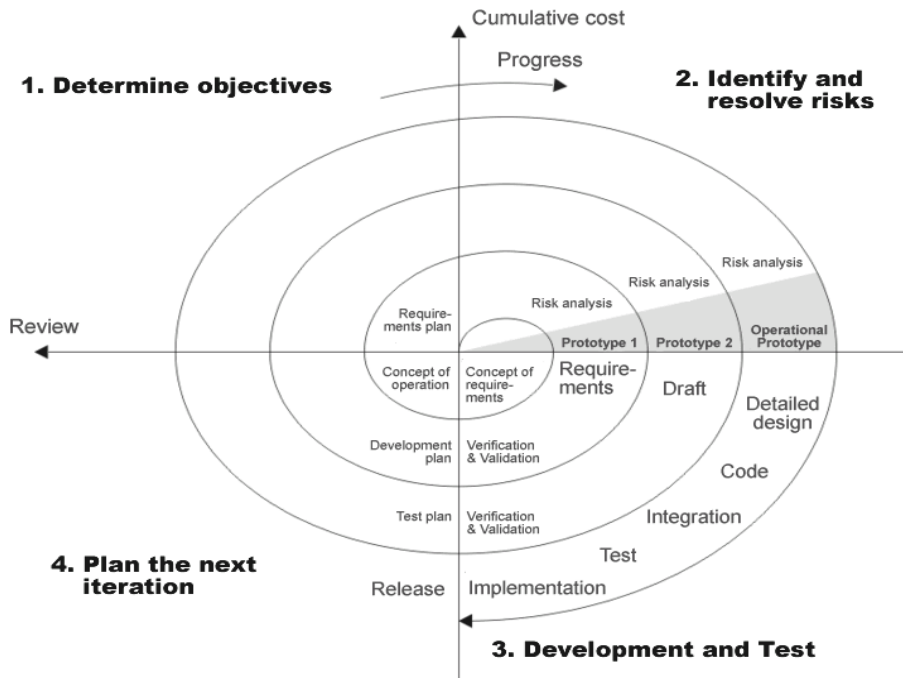 Cumulative cost
Progress
1. Determine objectives
2. Identify and
resolve risks
Risk analysis
Risk analysis
Risk analysis
Require-
ments plan
Review
Prototype 1
Prototype 2
Operational
Prototype
Concept of
operation
Concept of
require-
ments
Require-
ments
Draft
Detailed
design
Development
plan
Verification
& Validation
Code
Test plan
Verification
& Validation
Integration
Test
4. Plan the next
iteration
Release
Implementation
3. Development and Test